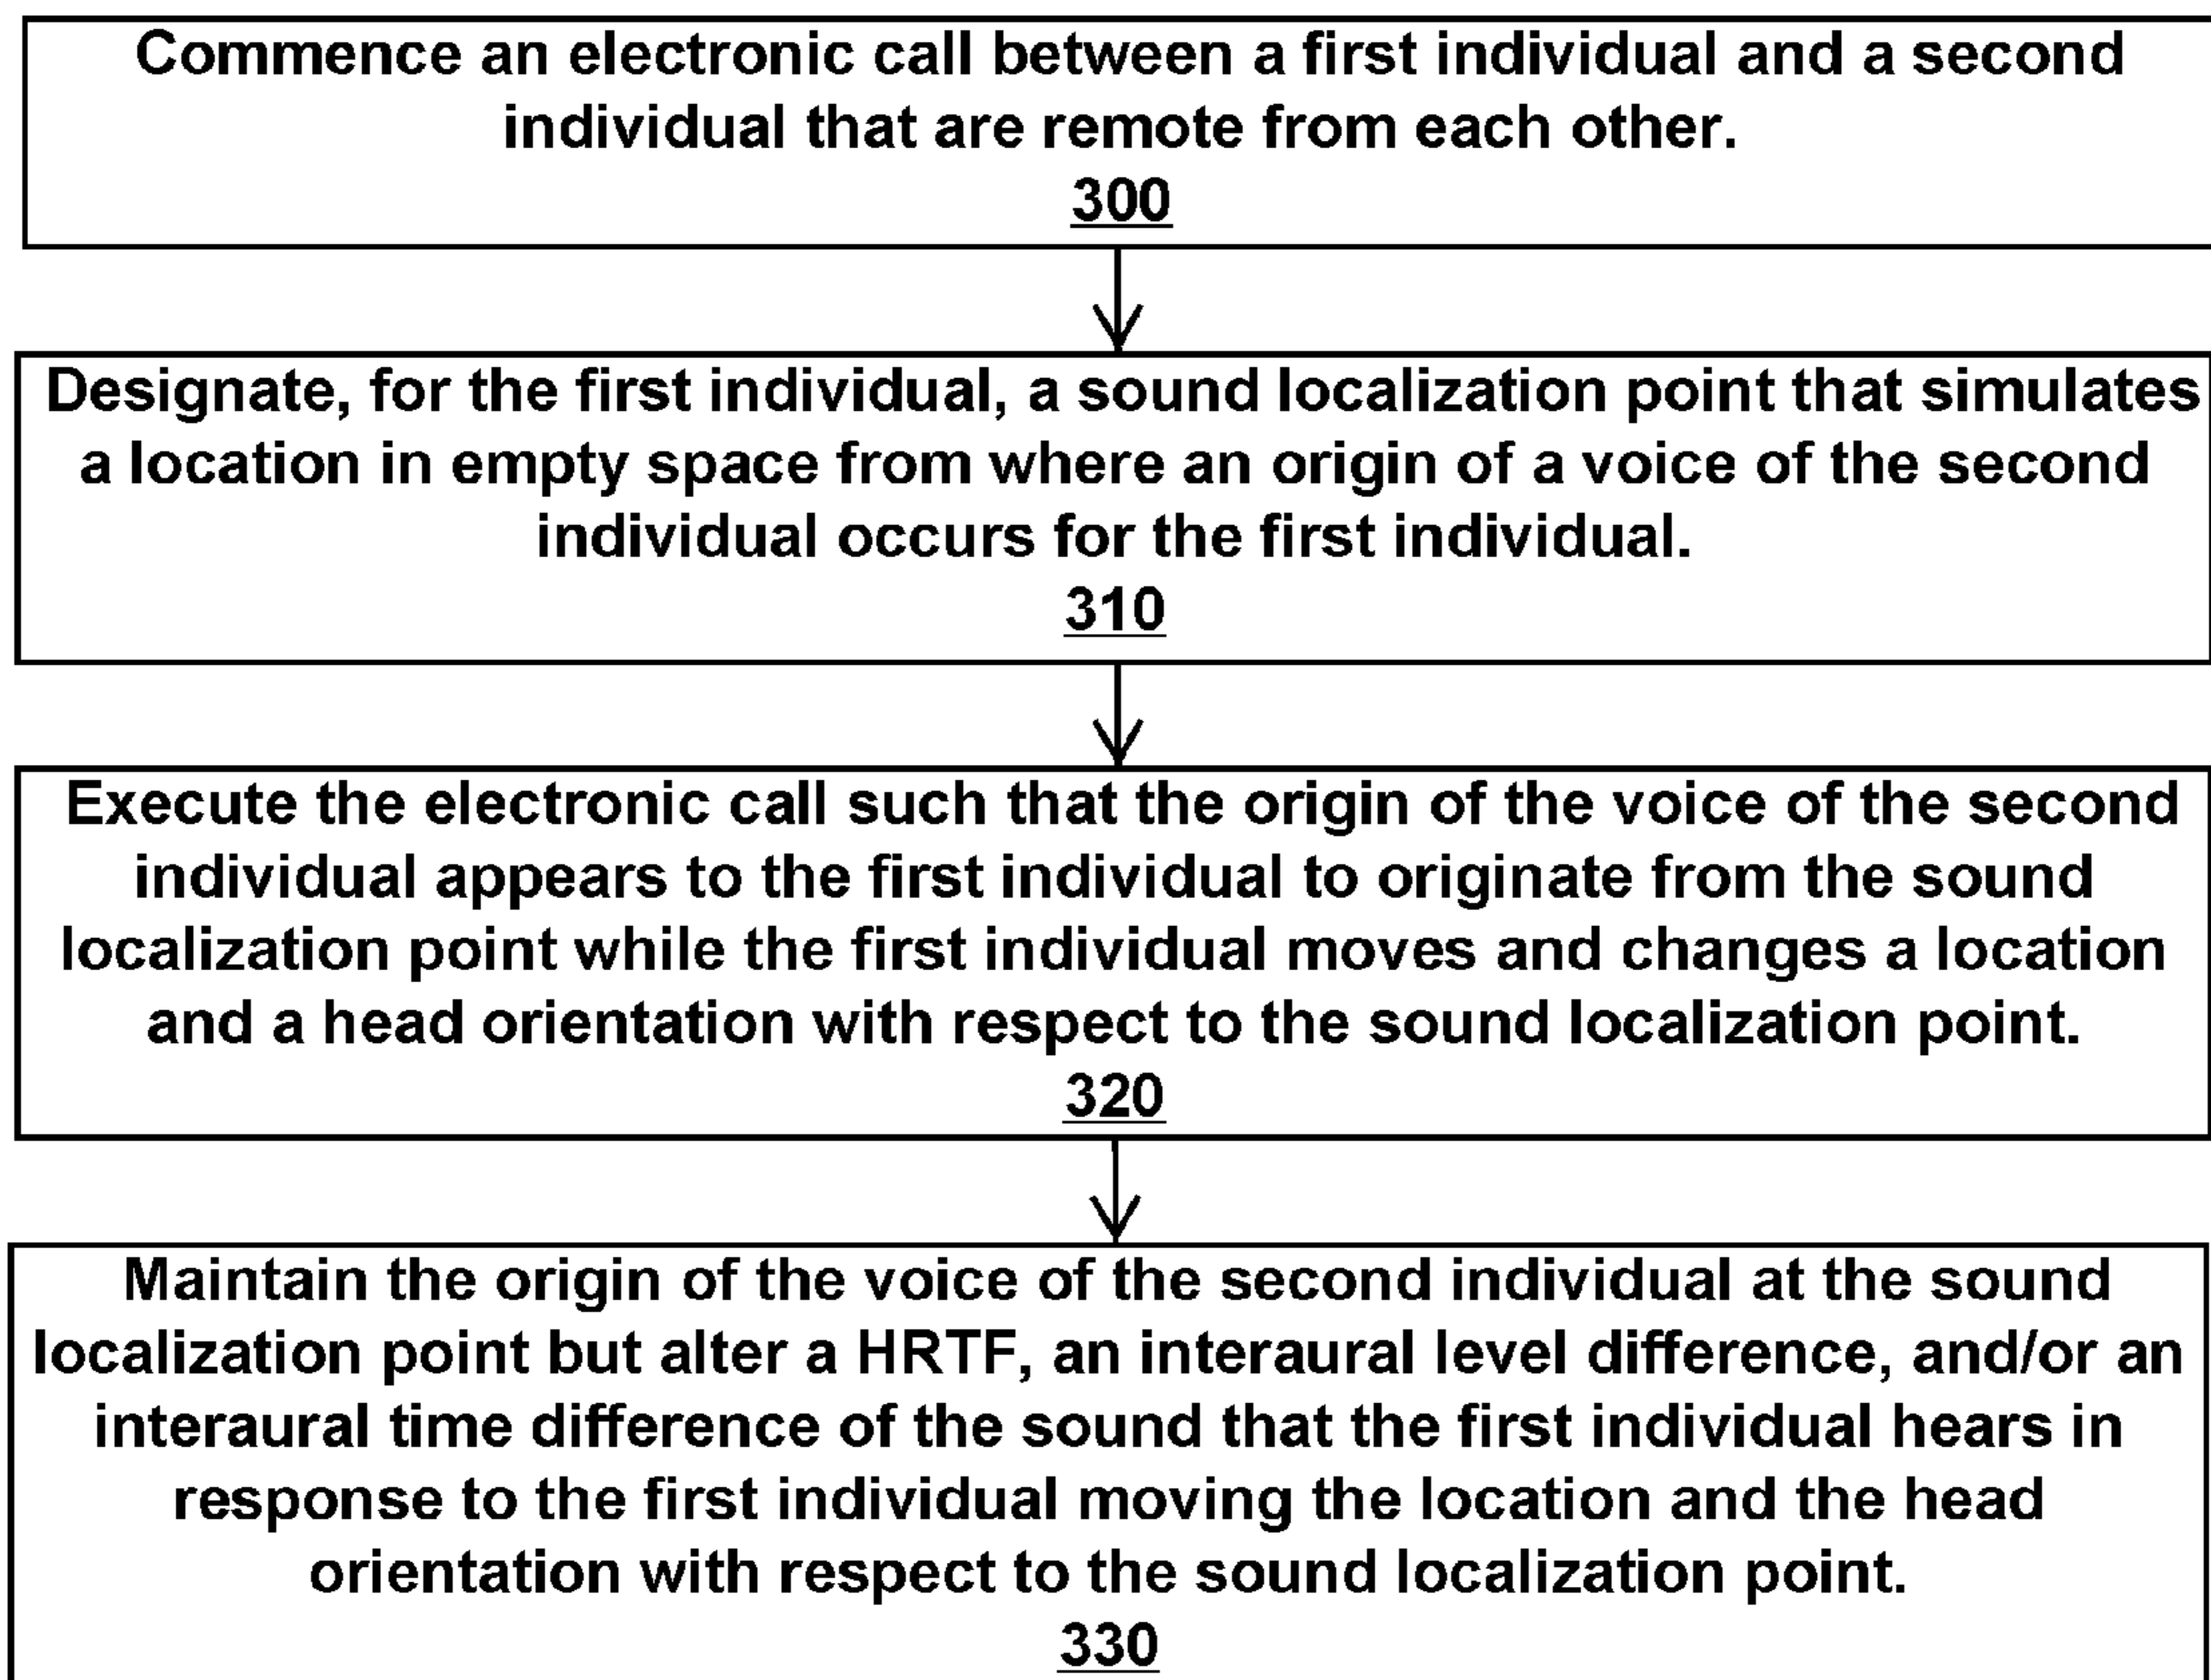 Commence an electronic call between a first individual and a second
individual that are remote from each other.
300
Designate, for the first individual, a sound localization point that simulates
a location in empty space from where an origin of a voice of the second
individual occurs for the first individual.
310
Execute the electronic call such that the origin of the voice of the second
individual appears to the first individual to originate from the sound
localization point while the first individual moves and changes a location
and a head orientation with respect to the sound localization point.
320
Maintain the origin of the voice of the second individual at the sound
localization point but alter a HRTF, an interaural level difference, and/or an
interaural time difference of the sound that the first individual hears in
response to the first individual moving the location and the head
orientation with respect to the sound localization point.
330